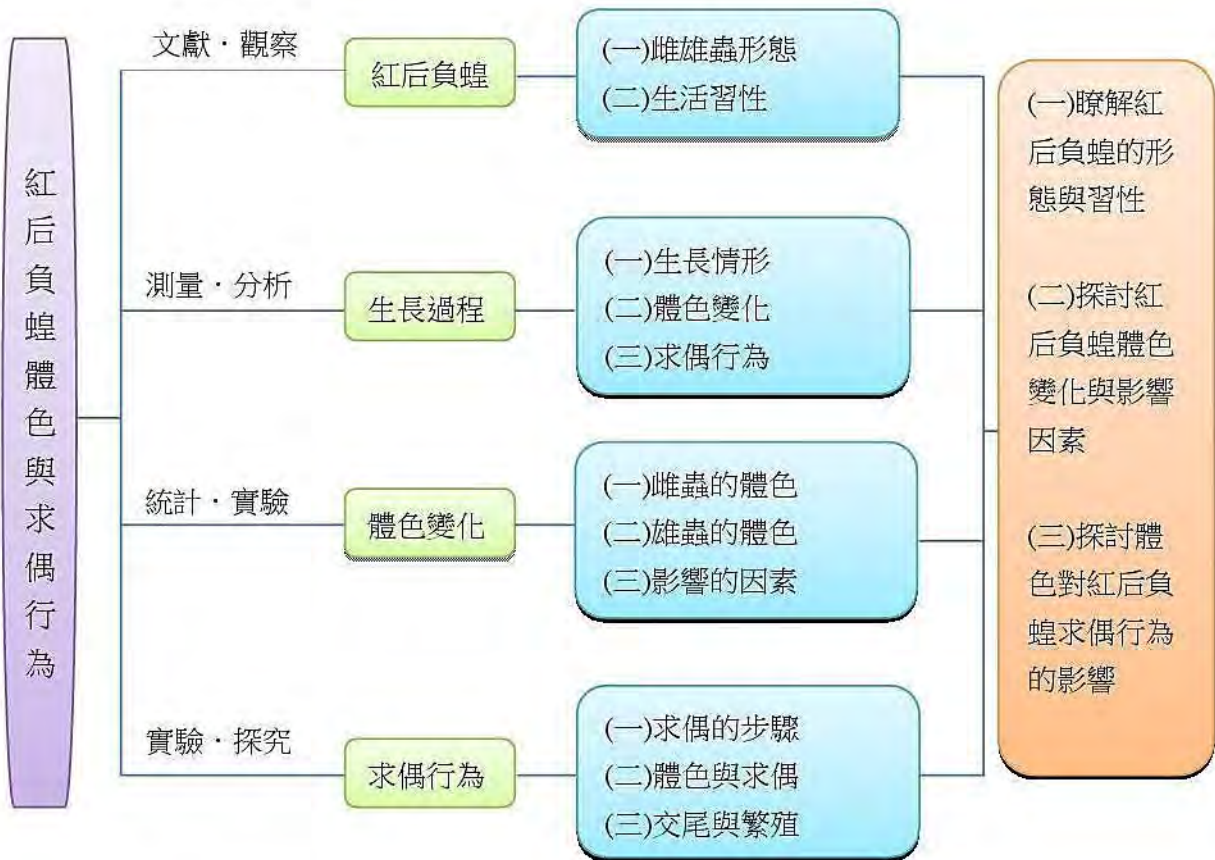 紅后負蝗體色與求偶行為
文獻．觀察
紅后負蝗
(一)雌雄蟲形態
(二)生活習性
測量．分析
生長過程
(一)生長情形
(二)體色變化
(三)求偶行為
統計．實驗
體色變化
(一)雌蟲的體色
(二)雄蟲的體色
(三)影響的因素
實驗．探究
求偶行為
(一)求偶的步驟
(二)體色與求偶
(三)交尾與繁殖
(一)瞭解紅
后負蝗的形
態與習性
(二)探討紅
后負蝗體色
變化與影響
因素
(三)探討體
色對紅后負
蝗求偶行為
的影響